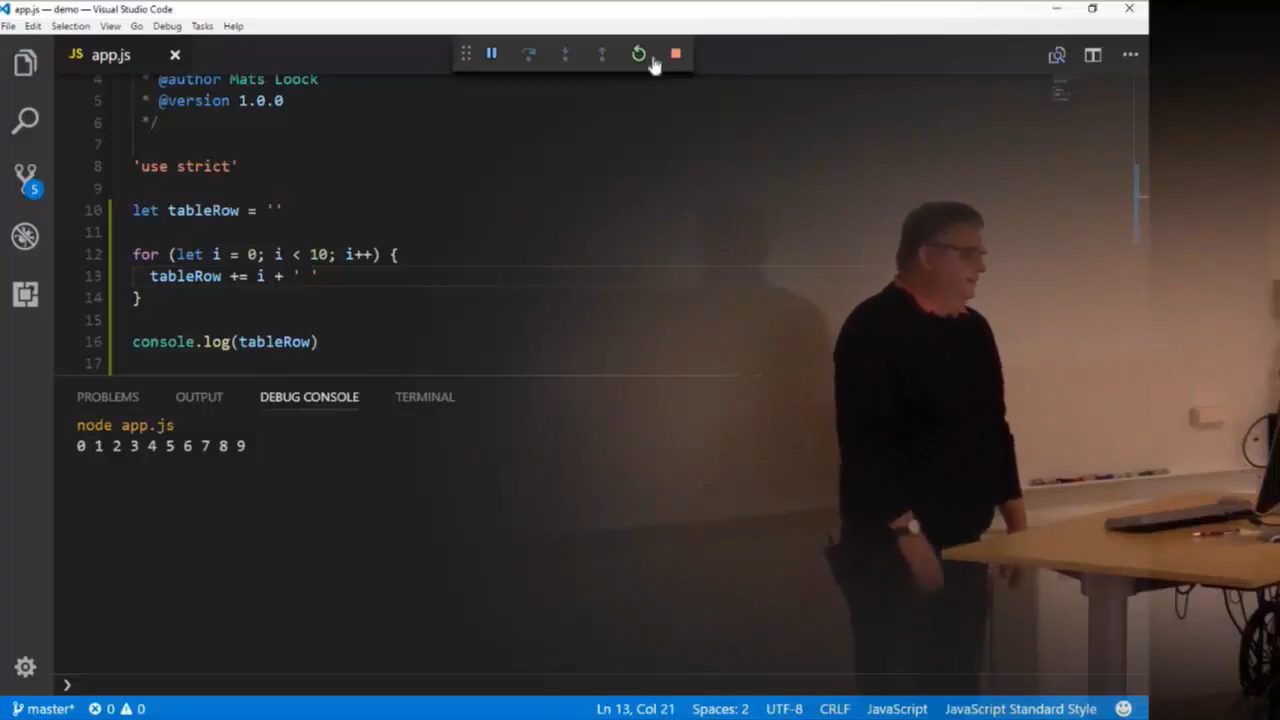 app.js — demo — Visual Studio Code
File Edit Selection View Go Debug Tasks Help
JS app.js
4 * @author Mats Loock
5 * @version 1.0.0
6 */
7
8 'use strict'
9
10 let tableRow = ''
11
12 for (let i = 0; i < 10; i++) {
13 tableRow += i + ' '
14 }
15
16 console.log(tableRow)
17
5
PROBLEMS OUTPUT DEBUG CONSOLE TERMINAL
node app.js
0 1 2 3 4 5 6 7 8 9
master* 0 0 Ln 13, Col 21 Spaces: 2 UTF-8 CRLF JavaScript JavaScript Standard Style